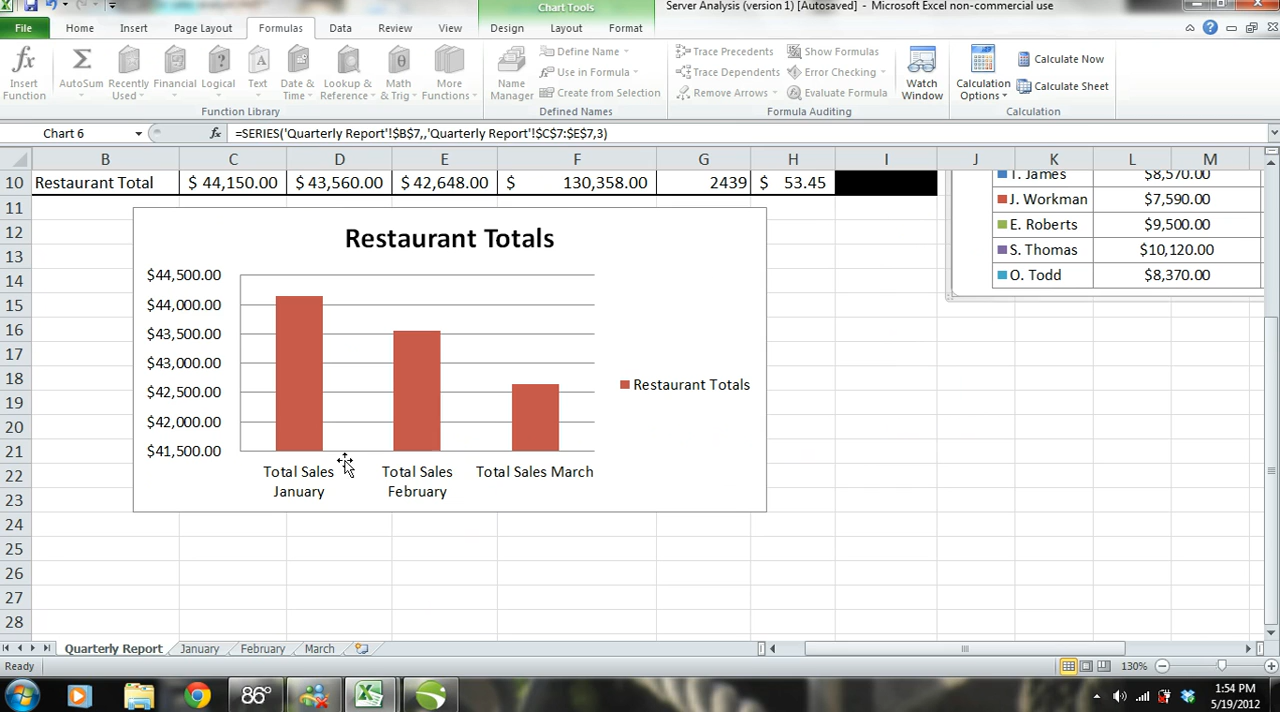 Chart Tools
Server Analysis (version 1) [Autosaved] - Microsoft Excel non-commercial use
File Home Insert Page Layout Formulas Data Review View Design Layout Format
Insert Function
AutoSum
Recently Used
Financial
Logical
Text
Date & Time
Lookup & Reference
Math & Trig
More Functions
Function Library
Name Manager
Define Name
Use in Formula
Create from Selection
Defined Names
Trace Precedents
Trace Dependents
Remove Arrows
Show Formulas
Error Checking
Evaluate Formula
Formula Auditing
Watch Window
Calculation Options
Calculate Now
Calculate Sheet
Calculation
Chart 6 fx =SERIES('Quarterly Report'!$B$7,,'Quarterly Report'!$C$7:$E$7,3)
B C D E F G H I J K L M
10 Restaurant Total $ 44,150.00 $ 43,560.00 $ 42,648.00 $ 130,358.00 2439 $ 53.45
T. James $8,570.00
J. Workman $7,590.00
E. Roberts $9,500.00
S. Thomas $10,120.00
O. Todd $8,370.00
11
12
13
14
15
16
17
18
19
20
21
22
23
24
25
26
27
28
Restaurant Totals
$44,500.00
$44,000.00
$43,500.00
$43,000.00
$42,500.00
$42,000.00
$41,500.00
Total Sales January
Total Sales February
Total Sales March
Restaurant Totals
Quarterly Report January February March
Ready 130%
86°
1:54 PM
5/19/2012